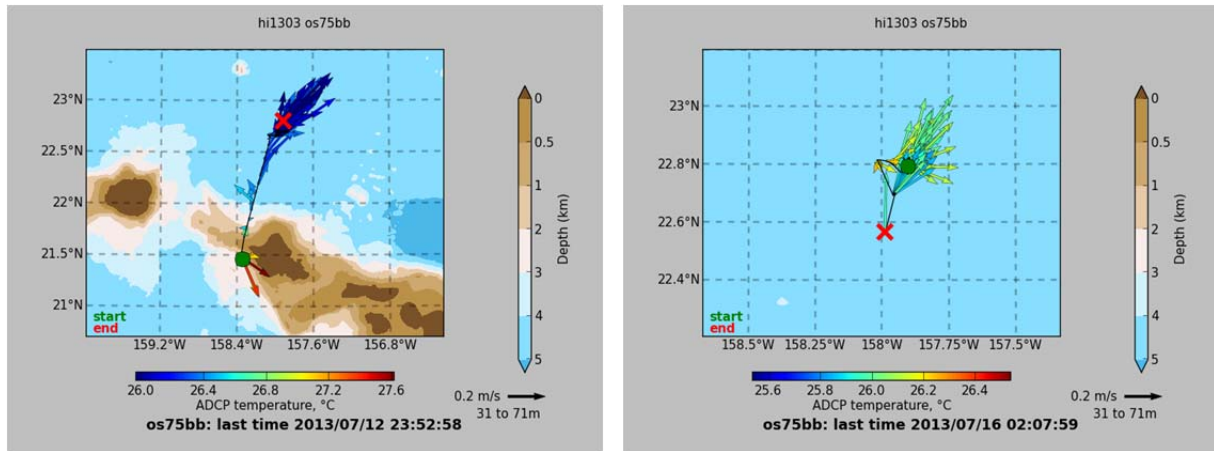 hi1303 os75bb
23°N
22.5°N
22°N
21.5°N
21°N
start
end
159.2°W 158.4°W 157.6°W 156.8°W
0
0.5
1
2
3
4
5
Depth (km)
26.0 26.4 26.8 27.2 27.6
ADCP temperature, °C
0.2 m/s
31 to 71m
os75bb: last time 2013/07/12 23:52:58
hi1303 os75bb
23°N
22.8°N
22.6°N
22.4°N
start
end
158.5°W 158.25°W 158°W 157.75°W 157.5°W
0
0.5
1
2
3
4
5
Depth (km)
25.6 25.8 26.0 26.2 26.4
ADCP temperature, °C
0.2 m/s
31 to 71m
os75bb: last time 2013/07/16 02:07:59